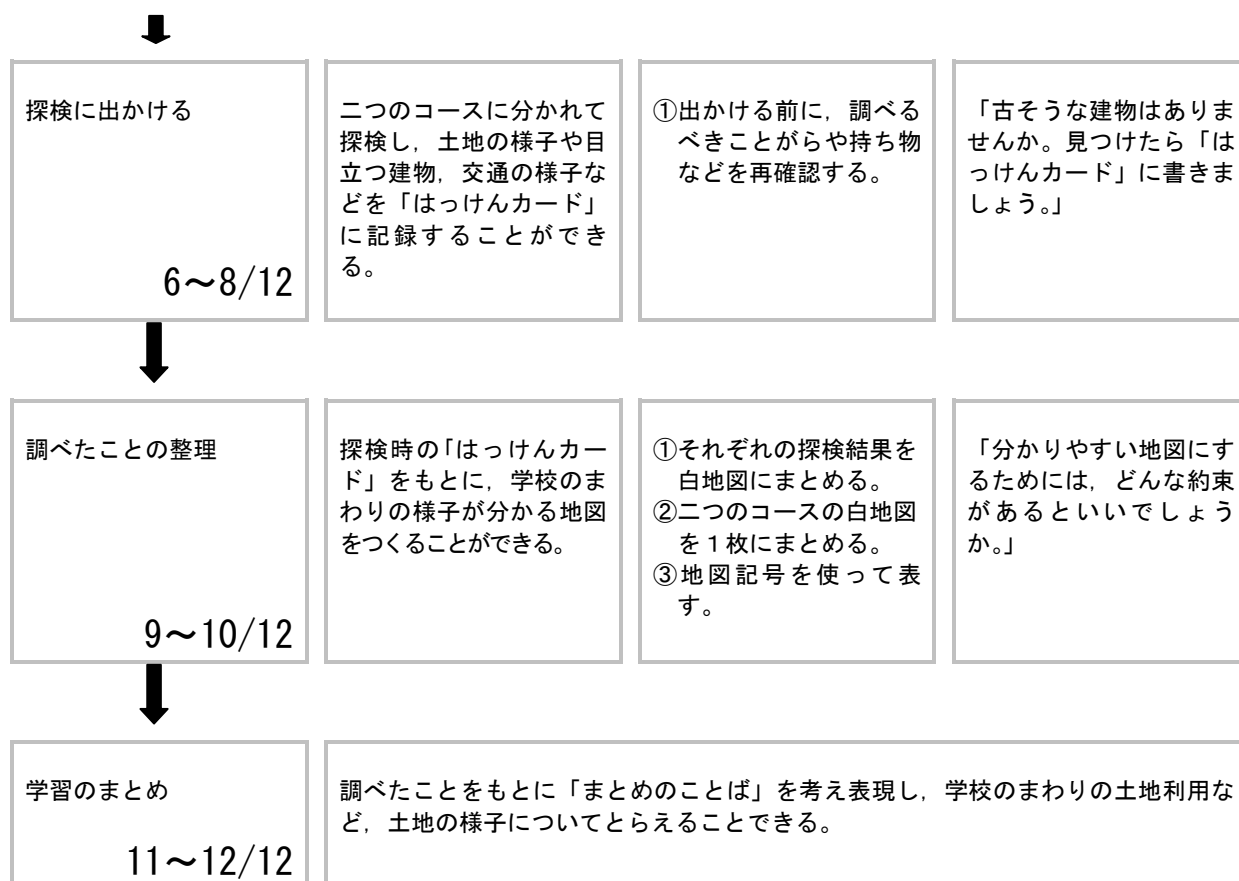 探検に出かける
6～8/12
二つのコースに分かれて
探検し，土地の様子や目
立つ建物，交通の様子な
どを「はっけんカード」
に記録することができ
る。
①出かける前に，調べる
べきことがらや持ち物
などを再確認する。
「古そうな建物はありま
せんか。見つけたら「は
っけんカード」に書きま
しょう。」
調べたことの整理
9～10/12
探検時の「はっけんカー
ド」をもとに，学校のま
わりの様子が分かる地図
をつくることができる。
①それぞれの探検結果を
白地図にまとめる。
②二つのコースの白地図
を１枚にまとめる。
③地図記号を使って表
す。
「分かりやすい地図にす
るためには，どんな約束
があるといいでしょう
か。」
学習のまとめ
11～12/12
調べたことをもとに「まとめのことば」を考え表現し，学校のまわりの土地利用な
ど，土地の様子についてとらえることできる。